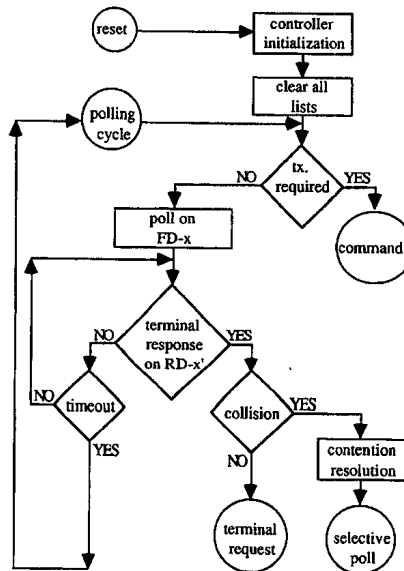 reset
controller
initialization
clear all
lists
polling
cycle
tx.
required
NO
YES
poll on
FD-x
command
terminal
response
on RD-x'
NO
YES
NO
timeout
YES
collision
YES
NO
contention
resolution
terminal
request
selective
poll